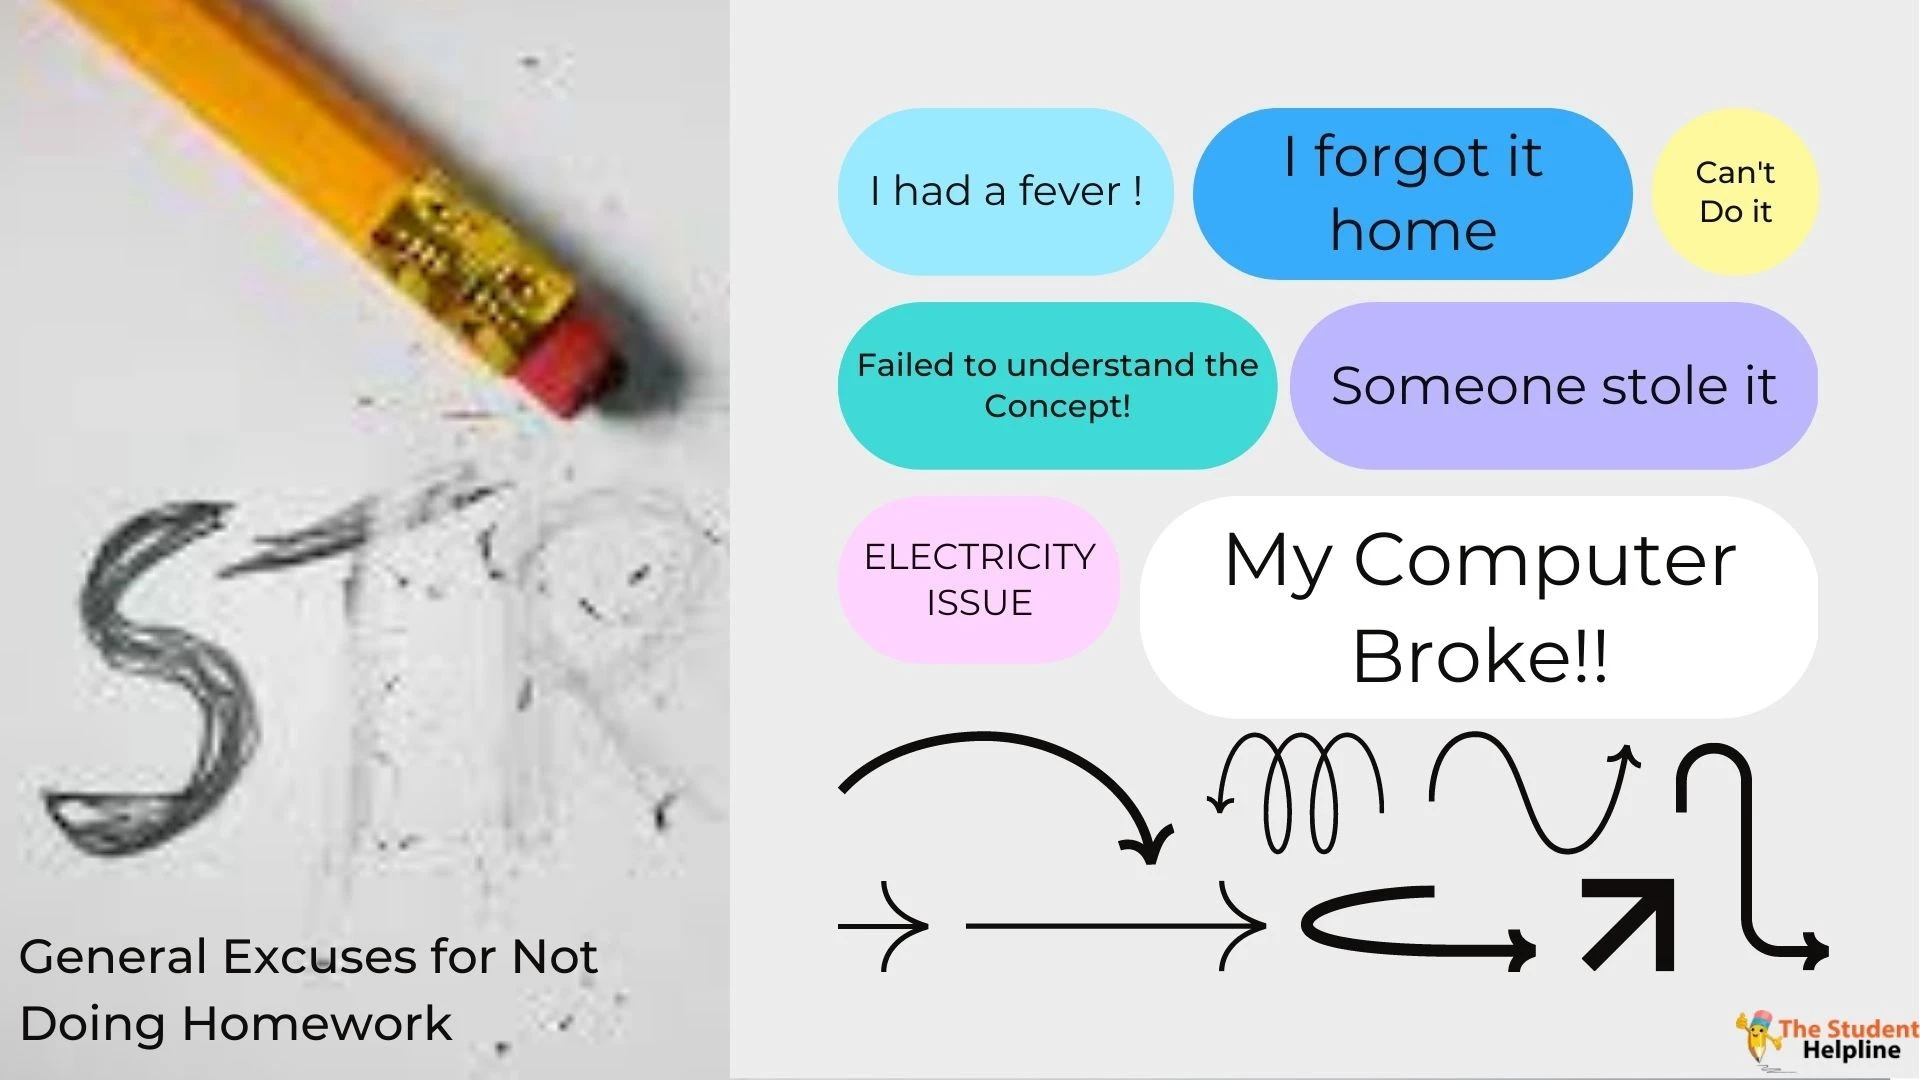 I had a fever !
I forgot it
home
Can't
Do it
Failed to understand the
Concept!
Someone stole it
ELECTRICITY
ISSUE
My Computer
Broke!!
ST
General Excuses for Not
Doing Homework
The Student
Helpline